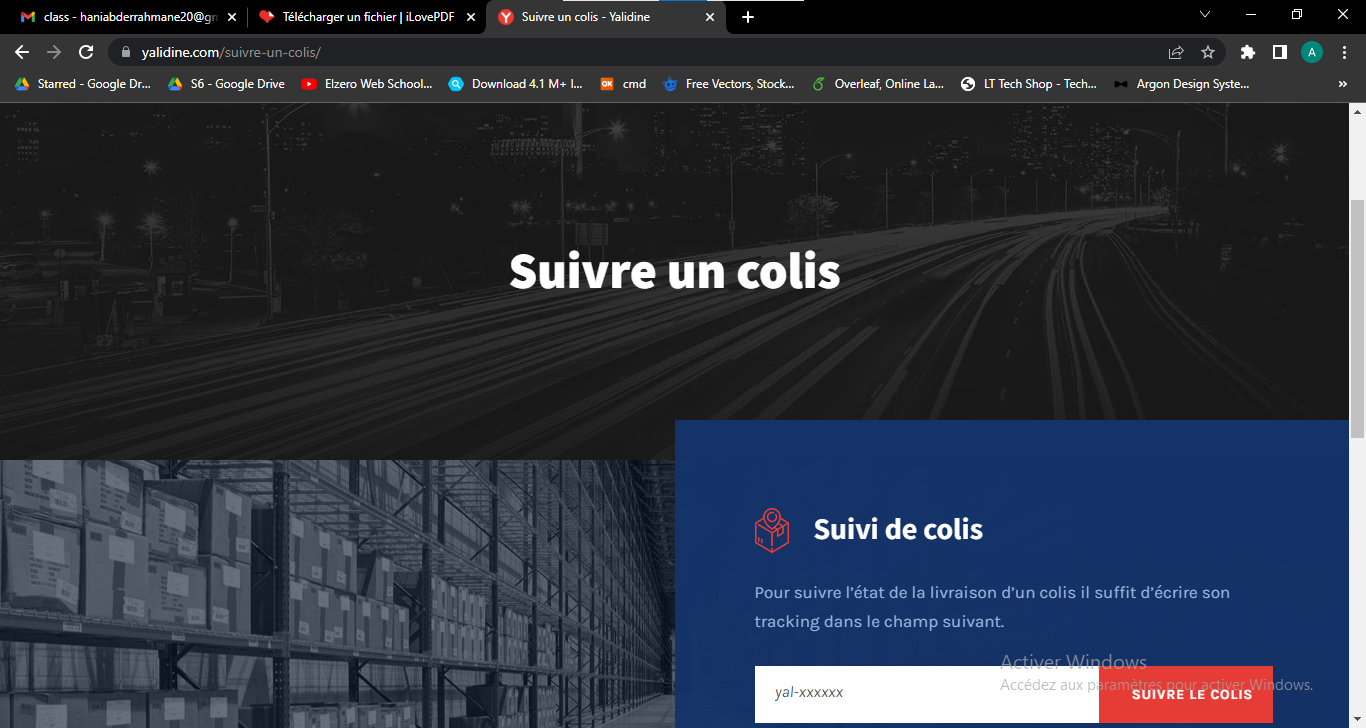 class - haniabderrahmane20@gm
Télécharger un fichier | iLovePDF
Suivre un colis - Yalidine
yalidine.com/suivre-un-colis/
A
Starred - Google Dr...
S6 - Google Drive
Elzero Web School...
Download 4.1 M+ I...
cmd
Free Vectors, Stock...
Overleaf, Online La...
LT Tech Shop - Tech...
Argon Design Syste...
»
Suivre un colis
Suivi de colis
Pour suivre l'état de la livraison d'un colis il suffit d'écrire son
tracking dans le champ suivant.
yal-xxxxxx
SUIVRE LE COLIS
Activer Windows
Accédez aux paramètres pour activer Windows.